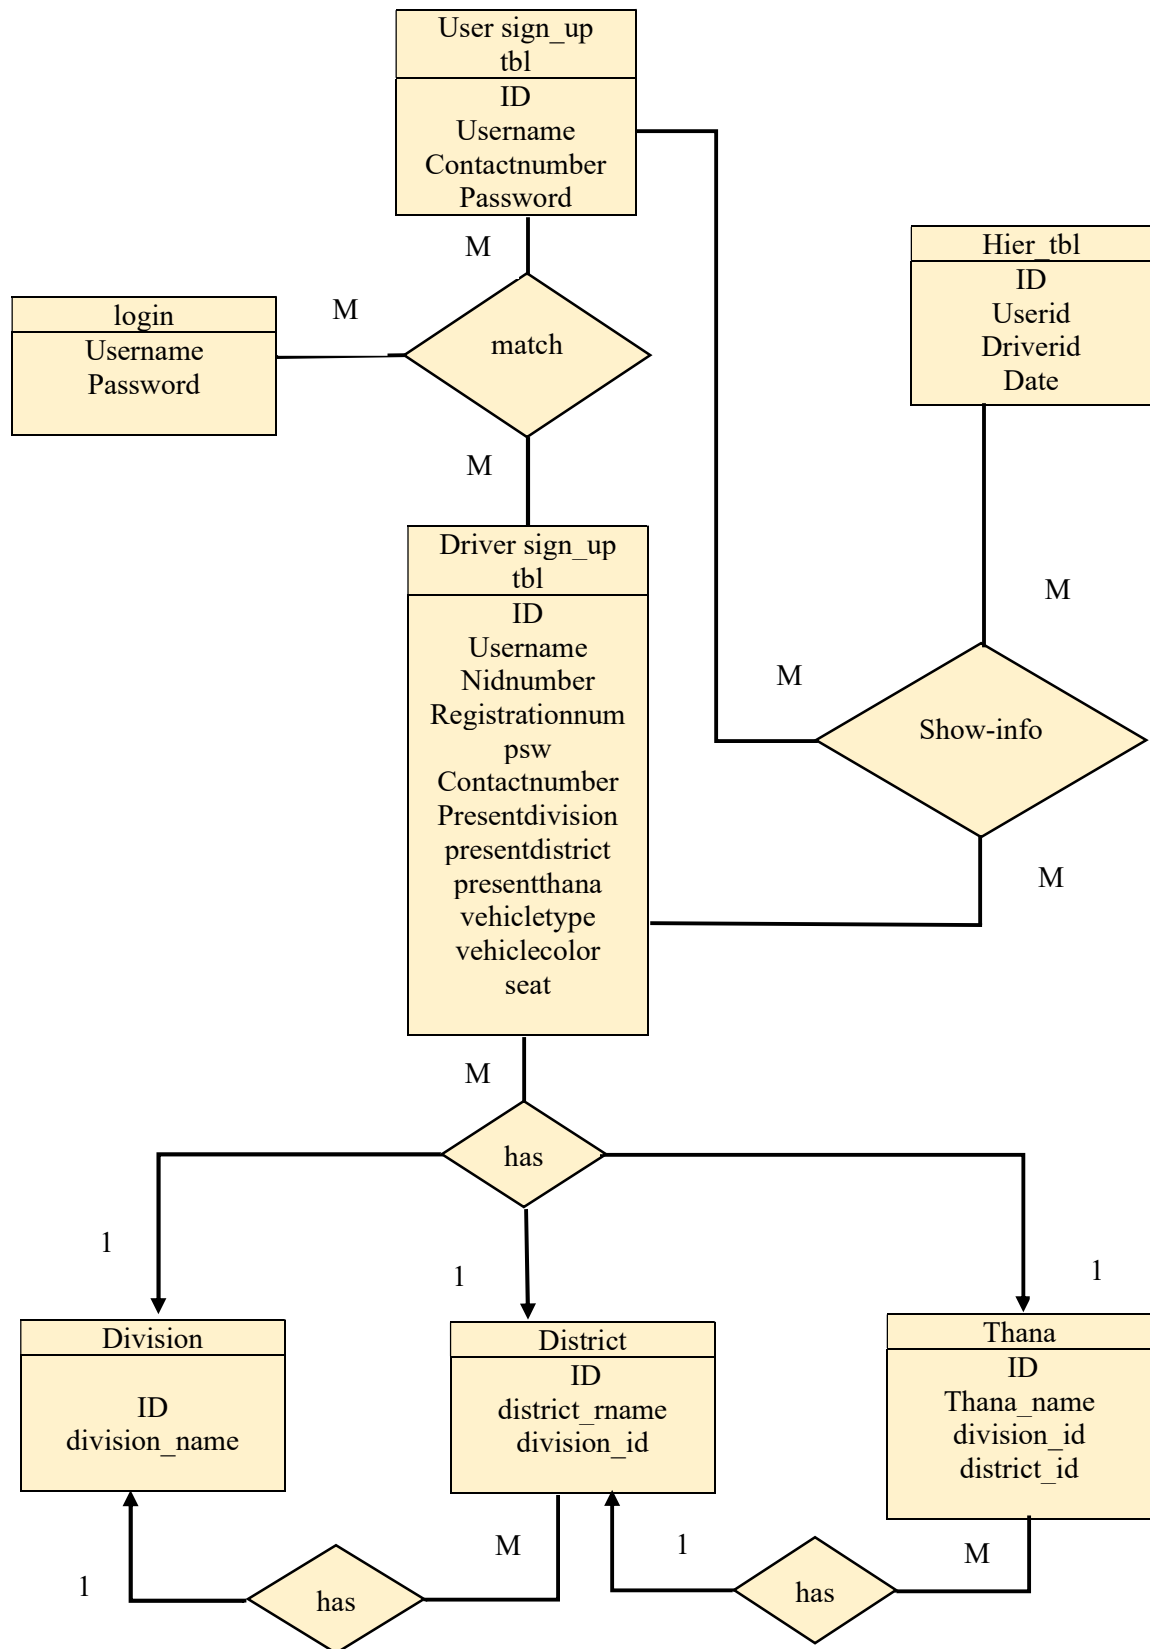 User sign_up
tbl
ID
Username
Contactnumber
Password
M
Hier_tbl
ID
Userid
Driverid
Date
login
Username
Password
M
match
M
Driver sign_up
tbl
ID
Username
Nidnumber
Registrationnum
psw
Contactnumber
Presentdivision
presentdistrict
presentthana
vehicletype
vehiclecolor
seat
M
M
Show-info
M
M
has
1
1
1
Division
ID
division_name
District
ID
district_rname
division_id
Thana
ID
Thana_name
division_id
district_id
1
has
M
1
has
M